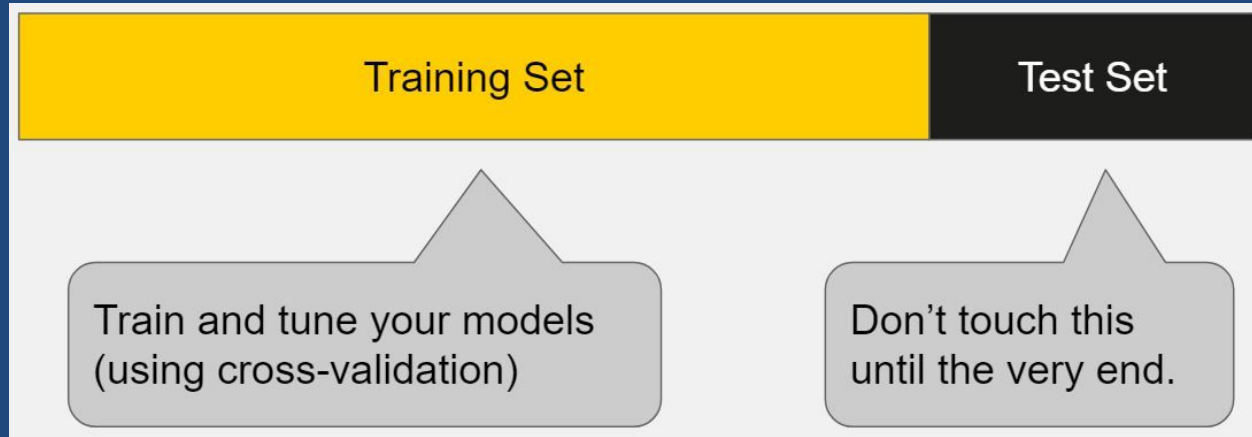 Training Set
Test Set
Train and tune your models
(using cross-validation)
Don’t touch this
until the very end.